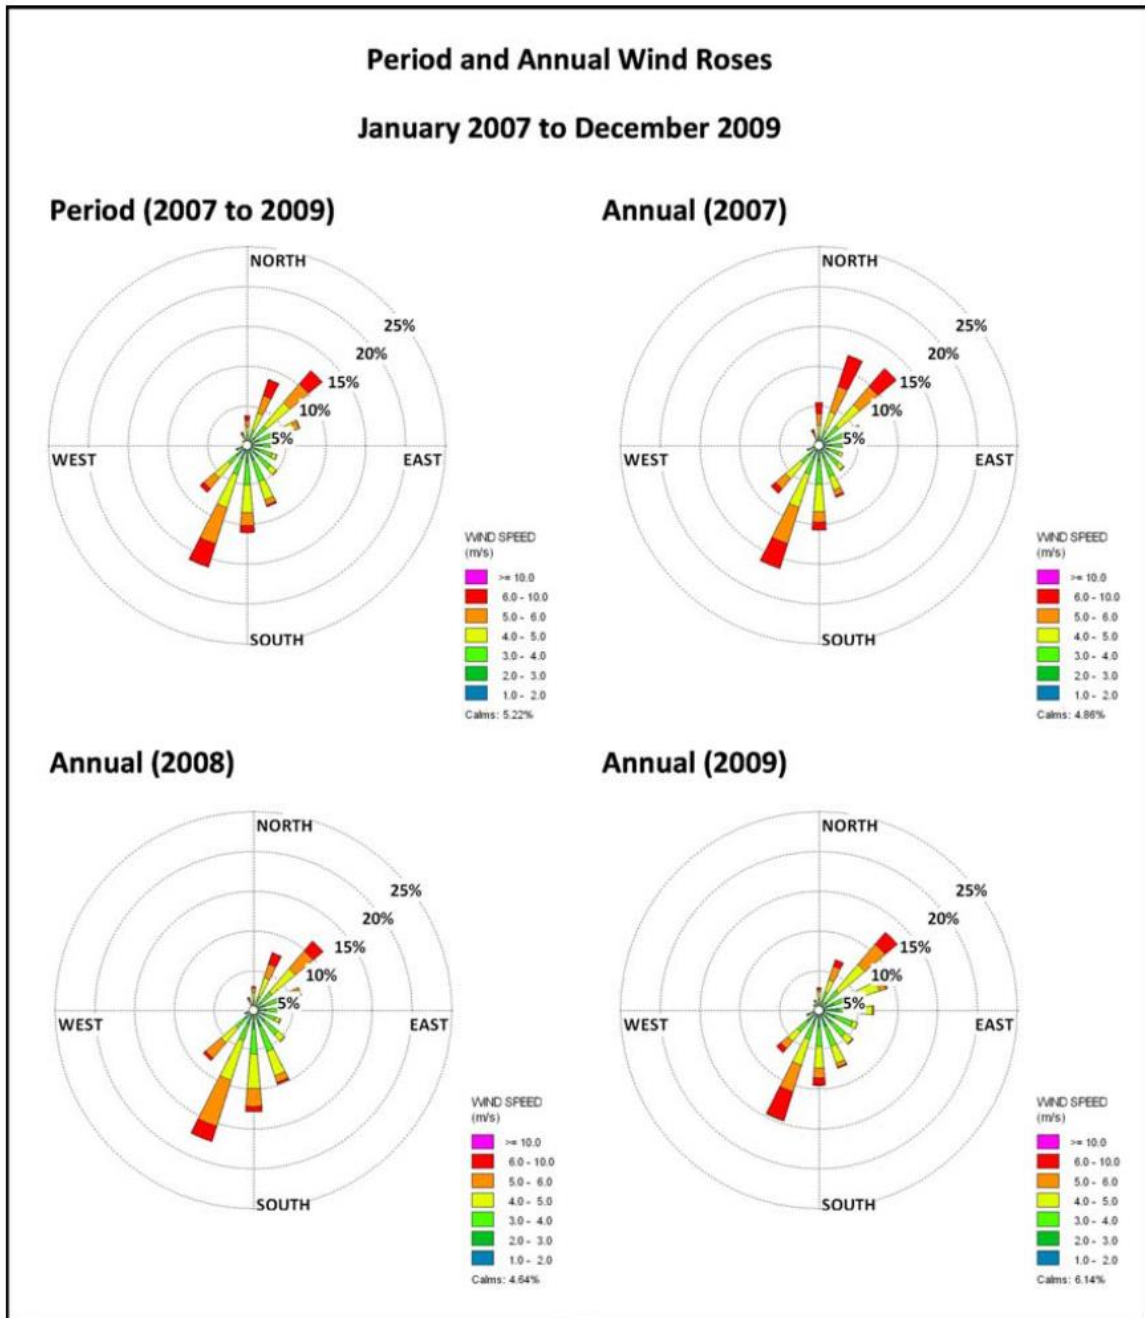 Period and Annual Wind Roses
January 2007 to December 2009
Period (2007 to 2009)
NORTH
25%
20%
15%
10%
5%
WEST
EAST
SOUTH
WIND SPEED
(m/s)
>= 10.0
6.0 - 10.0
5.0 - 6.0
4.0 - 5.0
3.0 - 4.0
2.0 - 3.0
1.0 - 2.0
Calms: 5.22%
Annual (2007)
NORTH
25%
20%
15%
10%
5%
WEST
EAST
SOUTH
WIND SPEED
(m/s)
>= 10.0
6.0 - 10.0
5.0 - 6.0
4.0 - 5.0
3.0 - 4.0
2.0 - 3.0
1.0 - 2.0
Calms: 4.86%
Annual (2008)
NORTH
25%
20%
15%
10%
5%
WEST
EAST
SOUTH
WIND SPEED
(m/s)
>= 10.0
6.0 - 10.0
5.0 - 6.0
4.0 - 5.0
3.0 - 4.0
2.0 - 3.0
1.0 - 2.0
Calms: 4.64%
Annual (2009)
NORTH
25%
20%
15%
10%
5%
WEST
EAST
SOUTH
WIND SPEED
(m/s)
>= 10.0
6.0 - 10.0
5.0 - 6.0
4.0 - 5.0
3.0 - 4.0
2.0 - 3.0
1.0 - 2.0
Calms: 6.14%